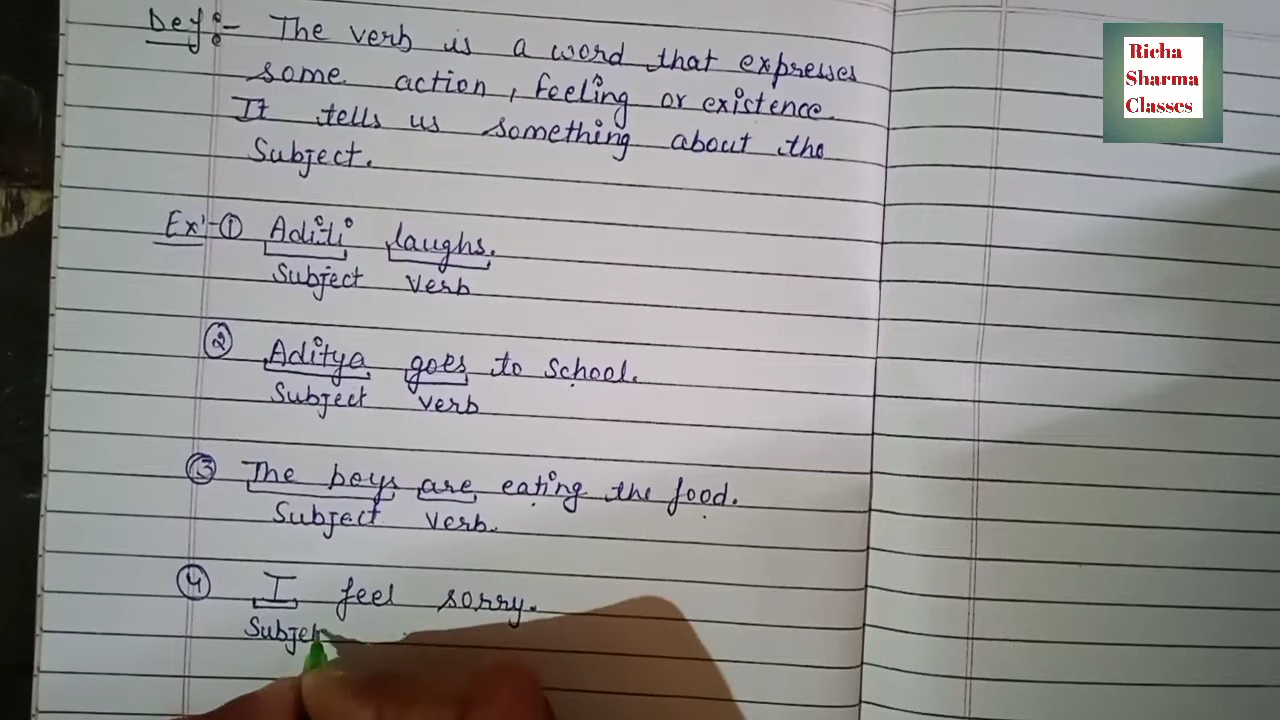 Def:- The verb is a word that expresses
some action, feeling or existence.
It tells us something about the
Subject.
Ex:- ① Aditi laughs.
Subject verb
② Aditya goes to School.
Subject verb
③ The boys are eating the food.
Subject verb.
④ I feel sorry.
Subje
Richa
Sharma
Classes